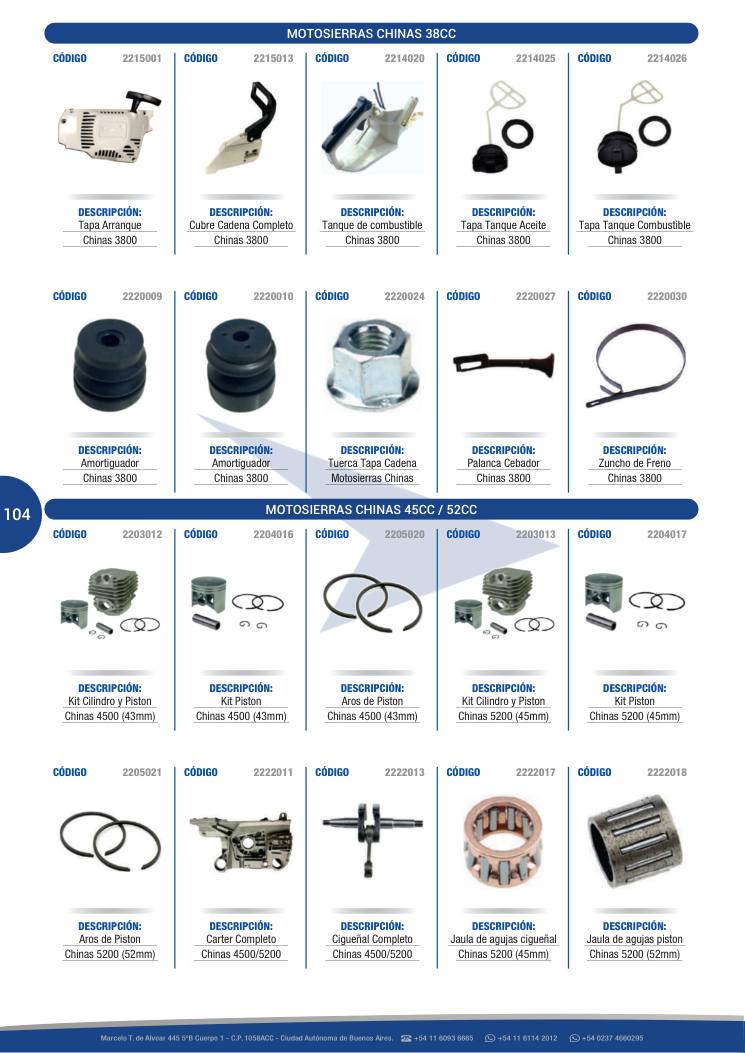 MOTOSIERRAS CHINAS 38CC
CÓDIGO 2215001
DESCRIPCIÓN:
Tapa Arranque
Chinas 3800
CÓDIGO 2215013
DESCRIPCIÓN:
Cubre Cadena Completo
Chinas 3800
CÓDIGO 2214020
DESCRIPCIÓN:
Tanque de combustible
Chinas 3800
CÓDIGO 2214025
DESCRIPCIÓN:
Tapa Tanque Aceite
Chinas 3800
CÓDIGO 2214026
DESCRIPCIÓN:
Tapa Tanque Combustible
Chinas 3800
CÓDIGO 2220009
DESCRIPCIÓN:
Amortiguador
Chinas 3800
CÓDIGO 2220010
DESCRIPCIÓN:
Amortiguador
Chinas 3800
CÓDIGO 2220024
DESCRIPCIÓN:
Tuerca Tapa Cadena
Motosierras Chinas
CÓDIGO 2220027
DESCRIPCIÓN:
Palanca Cebador
Chinas 3800
CÓDIGO 2220030
DESCRIPCIÓN:
Zuncho de Freno
Chinas 3800
104
MOTOSIERRAS CHINAS 45CC / 52CC
CÓDIGO 2203012
DESCRIPCIÓN:
Kit Cilindro y Piston
Chinas 4500 (43mm)
CÓDIGO 2204016
DESCRIPCIÓN:
Kit Piston
Chinas 4500 (43mm)
CÓDIGO 2205020
DESCRIPCIÓN:
Aros de Piston
Chinas 4500 (43mm)
CÓDIGO 2203013
DESCRIPCIÓN:
Kit Cilindro y Piston
Chinas 5200 (45mm)
CÓDIGO 2204017
DESCRIPCIÓN:
Kit Piston
Chinas 5200 (45mm)
CÓDIGO 2205021
DESCRIPCIÓN:
Aros de Piston
Chinas 5200 (52mm)
CÓDIGO 2222011
DESCRIPCIÓN:
Carter Completo
Chinas 4500/5200
CÓDIGO 2222013
DESCRIPCIÓN:
Cigueñal Completo
Chinas 4500/5200
CÓDIGO 2222017
DESCRIPCIÓN:
Jaula de agujas cigueñal
Chinas 5200 (45mm)
CÓDIGO 2222018
DESCRIPCIÓN:
Jaula de agujas piston
Chinas 5200 (52mm)
Marcelo T. de Alvear 445 5ºB Cuerpo 1 - C.P. 1058ACC - Ciudad Autónoma de Buenos Aires. +54 11 6093 6665 +54 11 6114 2012 +54 0237 4660295